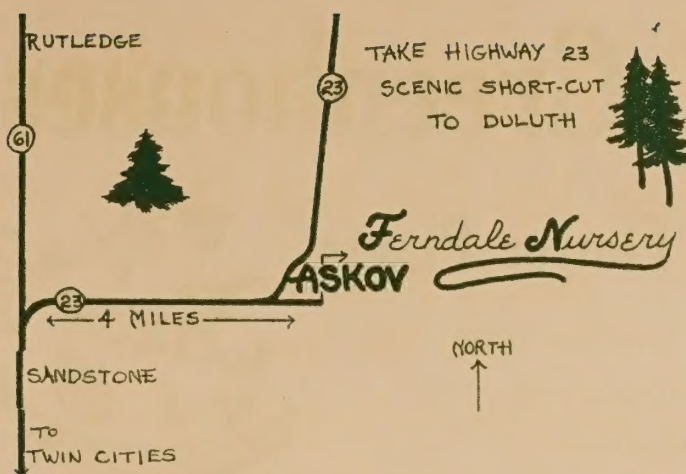 RUTLEDGE
TAKE HIGHWAY 23
SCENIC SHORT-CUT
TO DULUTH
23
61
Ferndale Nursery
ASKOV
23
4 MILES
NORTH
SANDSTONE
TO
TWIN CITIES